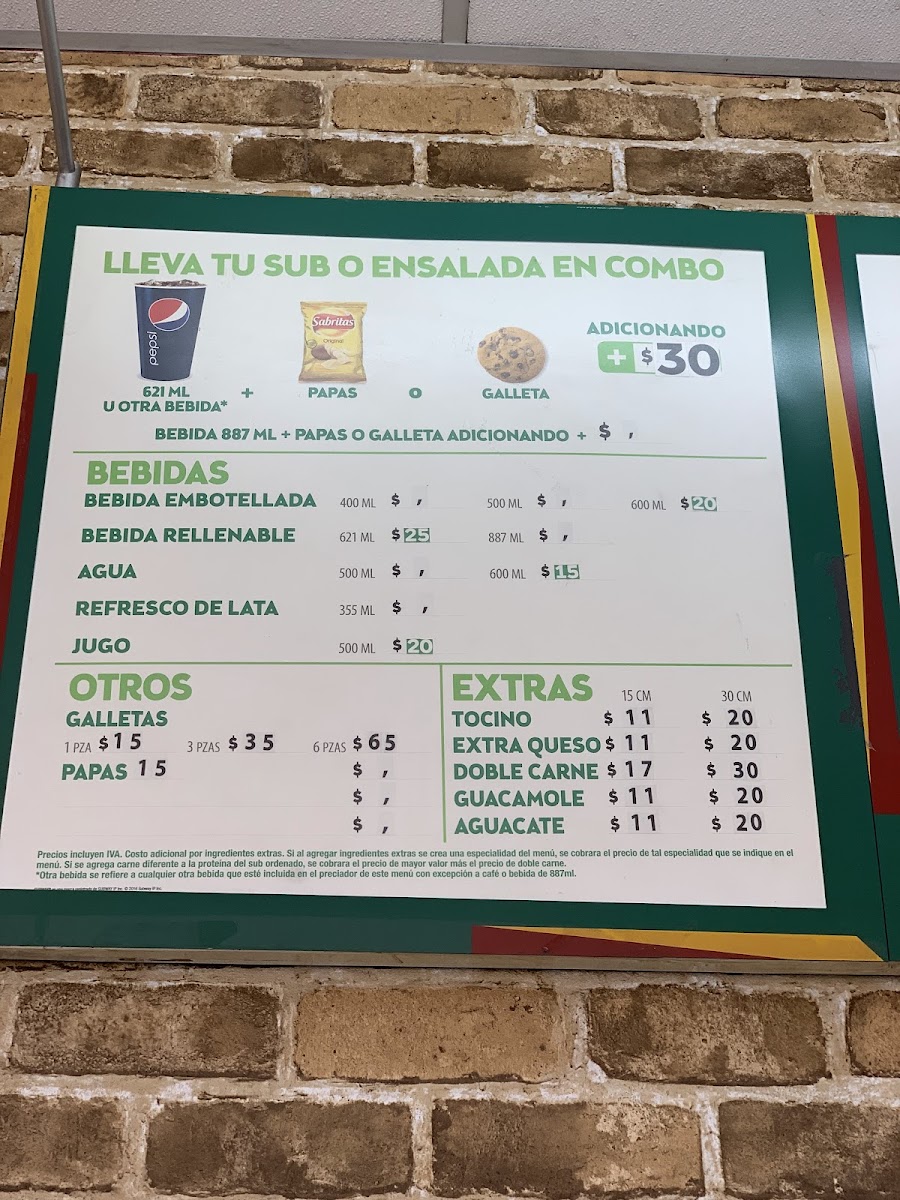 LLEVA TU SUB O ENSALADA EN COMBO
pepsi
Sabritas
Original
ADICIONANDO
+ $30
621 ML + PAPAS O GALLETA
U OTRA BEBIDA*
BEBIDA 887 ML + PAPAS O GALLETA ADICIONANDO + $ ,
BEBIDAS
BEBIDA EMBOTELLADA 400 ML $ , 500 ML $ , 600 ML $20
BEBIDA RELLENABLE 621 ML $25 887 ML $ ,
AGUA 500 ML $ , 600 ML $15
REFRESCO DE LATA 355 ML $ ,
JUGO 500 ML $20
OTROS
GALLETAS
1 PZA $15 3 PZAS $35 6 PZAS $65
PAPAS 15 $ ,
$ ,
$ ,
EXTRAS 15 CM 30 CM
TOCINO $ 11 $ 20
EXTRA QUESO $ 11 $ 20
DOBLE CARNE $ 17 $ 30
GUACAMOLE $ 11 $ 20
AGUACATE $ 11 $ 20
Precios incluyen IVA. Costo adicional por ingredientes extras. Si al agregar ingredientes extras se crea una especialidad del menú, se cobrara el precio de tal especialidad que se indique en el
menú. Si se agrega carne diferente a la proteína del sub ordenado, se cobrara el precio de mayor valor más el precio de doble carne.
*Otra bebida se refiere a cualquier otra bebida que esté incluida en el preciador de este menú con excepción a café o bebida de 887ml.